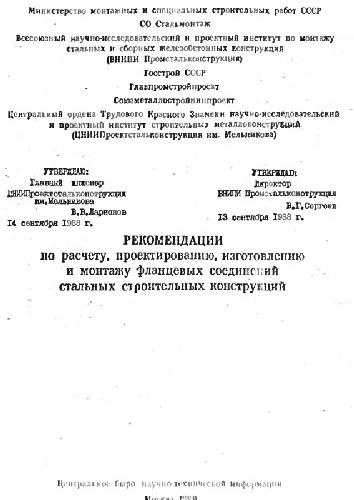 Министерство монтажных и специальных строительных работ СССР
СО Стальмонтаж
Всесоюзный научно-исследовательский и проектный институт по монтажу
стальных и сборных железобетонных конструкций
(ВНИПИ Промстальконструкция)
Госстрой СССР
Главпромстройпроект
Союзметаллостройниипроект
Центральный ордена Трудового Красного Знамени научно-исследовательский
и проектный институт строительных металлоконструкций
(ЦНИИПроектстальконструкция им. Мельникова)
УТВЕРЖДАЮ:
Главный инженер
ЦНИИПроектстальконструкция
им.Мельникова
В.В.Ларионов
14 сентября 1988 г.
УТВЕРЖДАЮ:
Директор
ВНИПИ Промстальконструкция
В.Г.Сергеев
13 сентября 1988 г.
РЕКОМЕНДАЦИИ
по расчету, проектированию, изготовлению
и монтажу фланцевых соединений
стальных строительных конструкций
Центральное бюро научно-технической информации
Москва